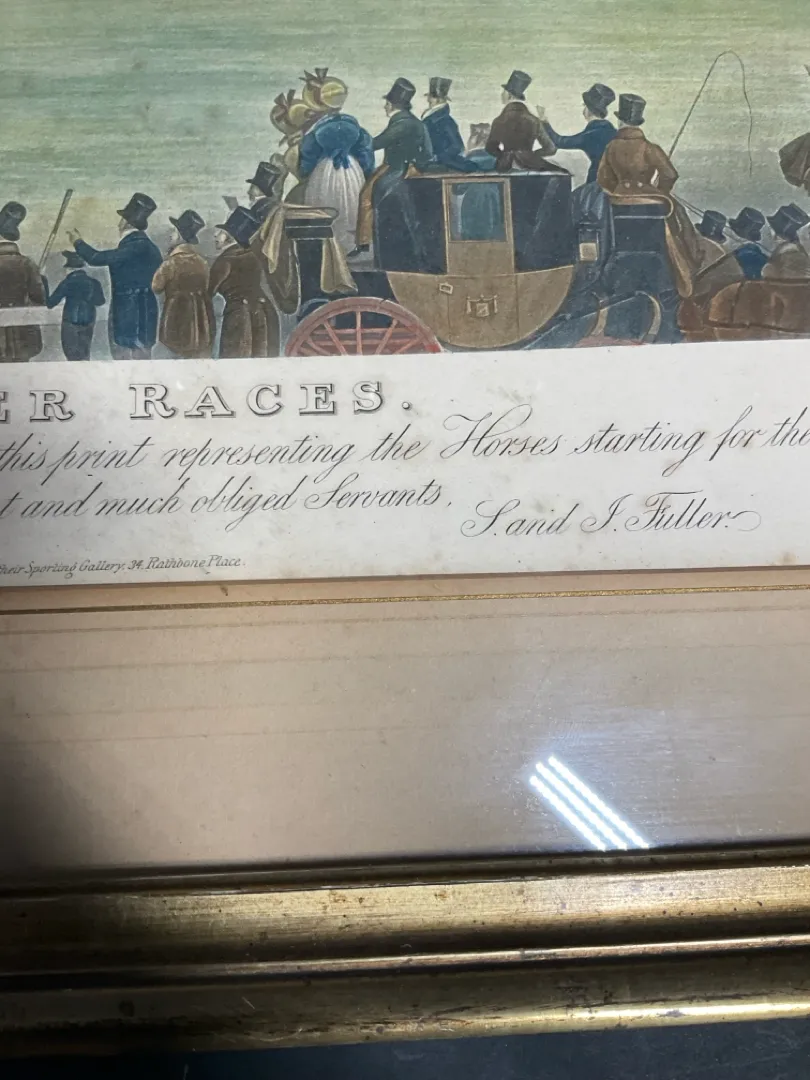 ER RACES.
this print representing the Horses starting for the
t and much obliged Servants.
S. and J. Fuller
their Sporting Gallery, 34, Rathbone Place.